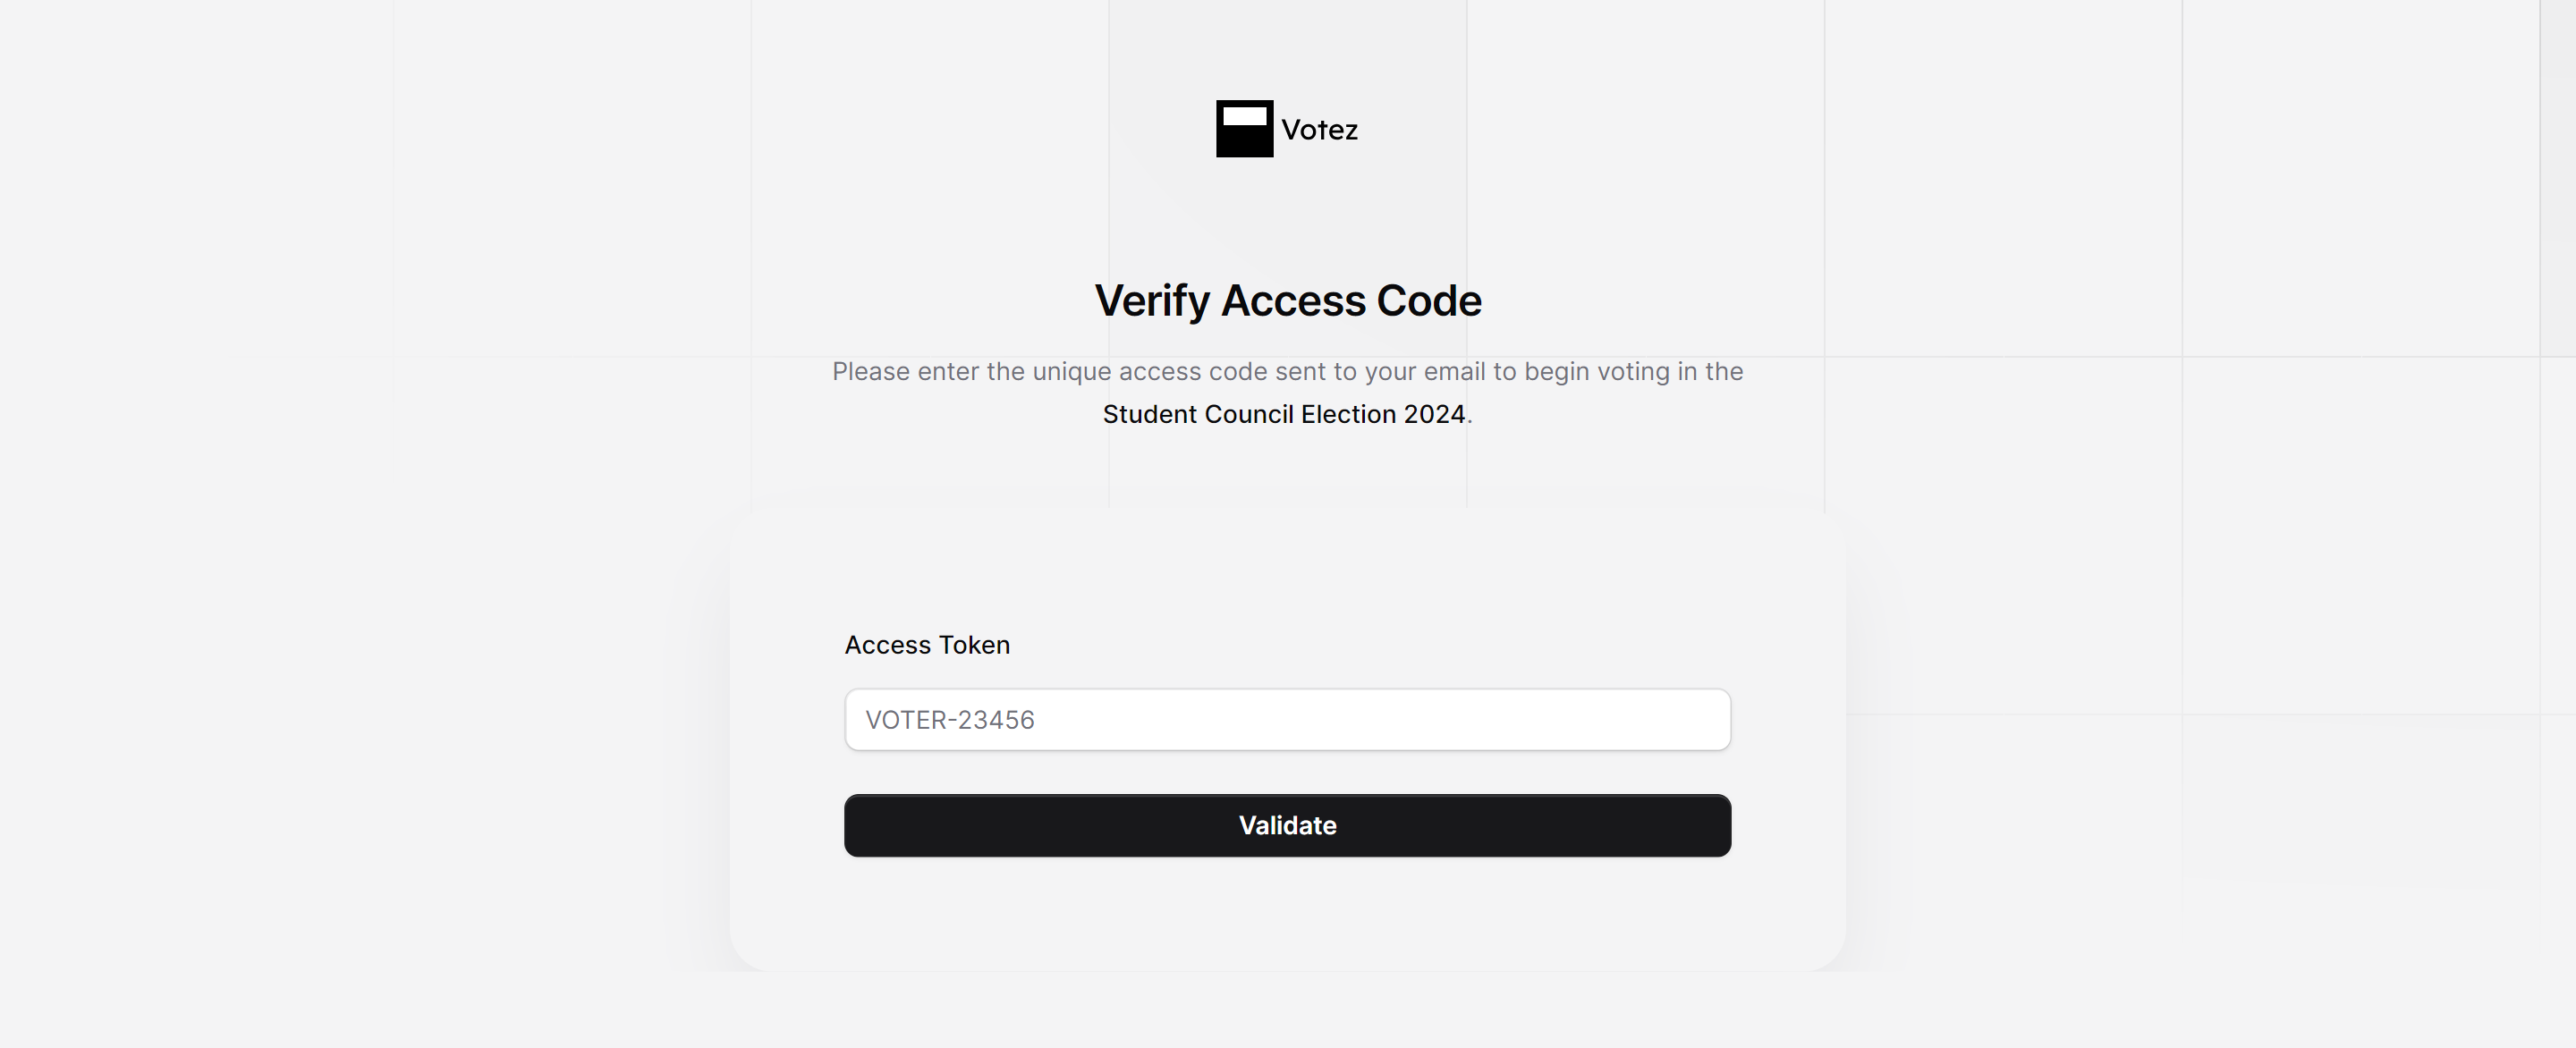 Votez
Verify Access Code
Please enter the unique access code sent to your email to begin voting in the
Student Council Election 2024.
Access Token
VOTER-23456
Validate